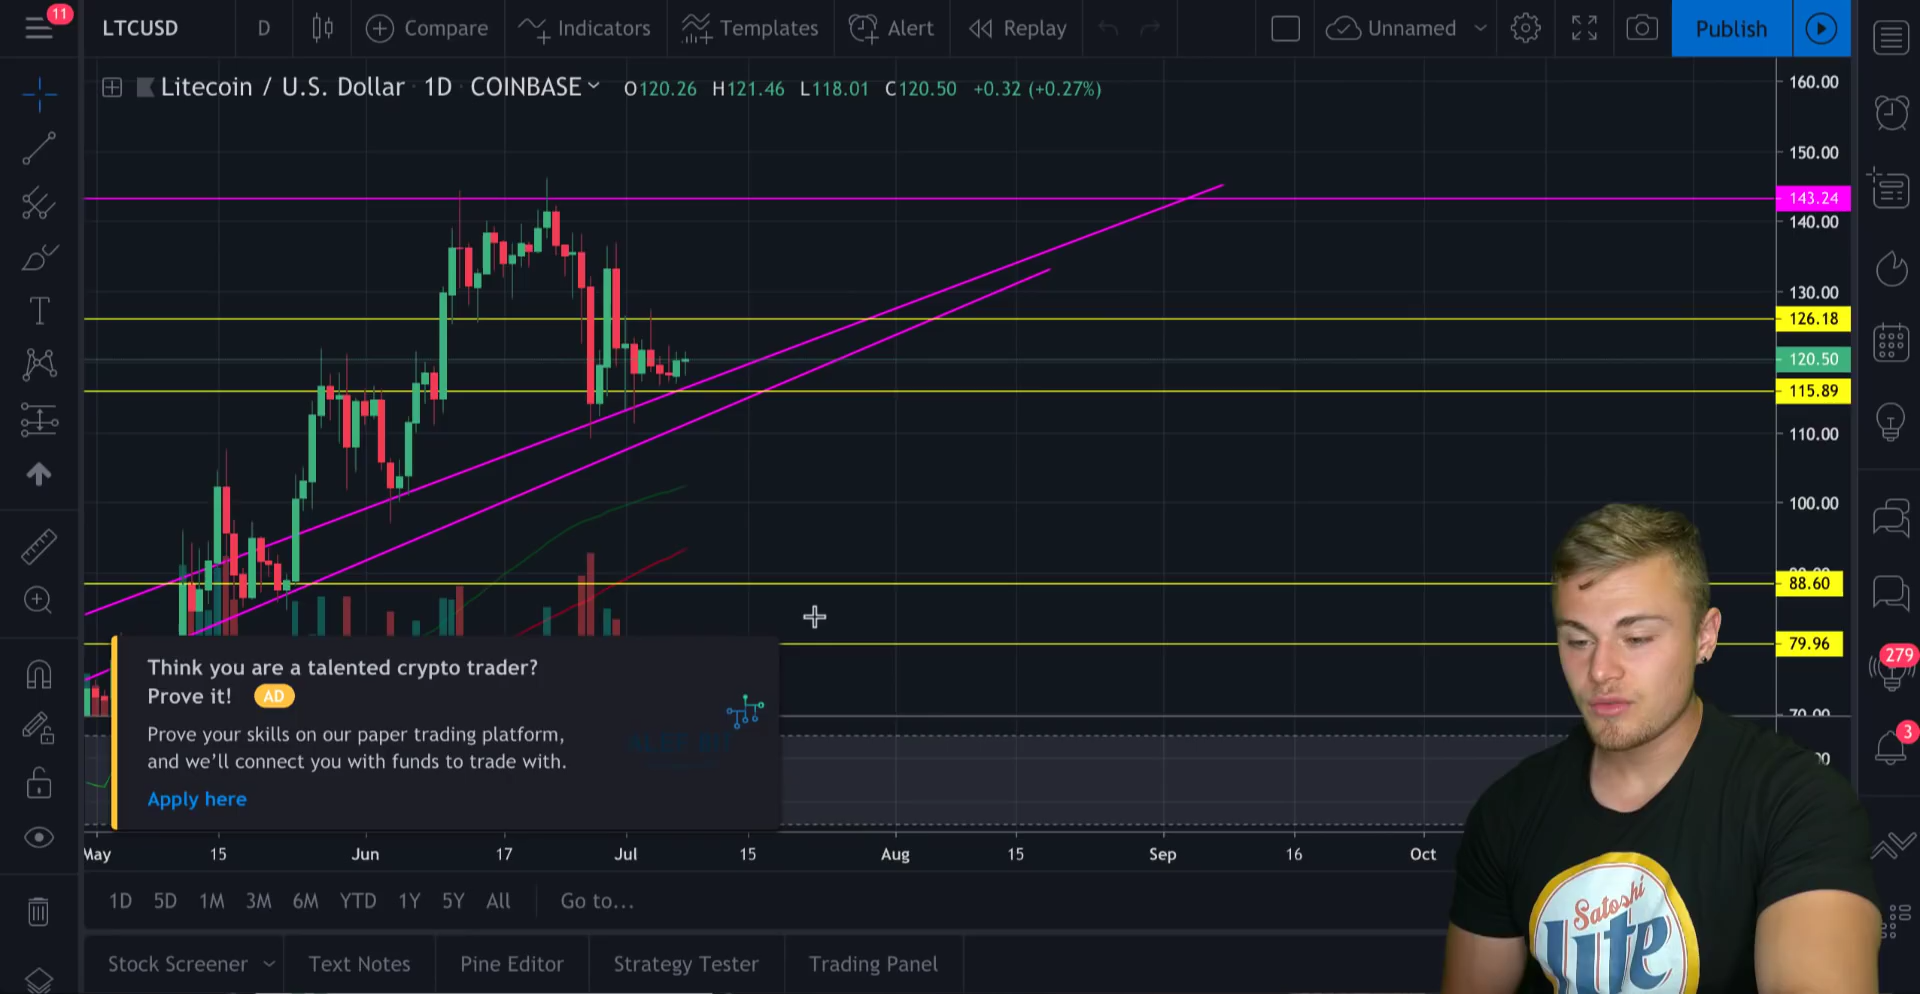 11
LTCUSD
D
Compare
Indicators
Templates
Alert
Replay
Unnamed
Publish
Litecoin / U.S. Dollar · 1D · COINBASE
O120.26 H121.46 L118.01 C120.50 +0.32 (+0.27%)
160.00
150.00
143.24
140.00
130.00
126.18
120.50
115.89
110.00
100.00
88.60
79.96
70.00
279
3
Think you are a talented crypto trader?
Prove it! AD
Prove your skills on our paper trading platform,
and we’ll connect you with funds to trade with.
Apply here
May 15 Jun 17 Jul 15 Aug 15 Sep 16 Oct
1D 5D 1M 3M 6M YTD 1Y 5Y All Go to...
Stock Screener Text Notes Pine Editor Strategy Tester Trading Panel
Satoshi
lite